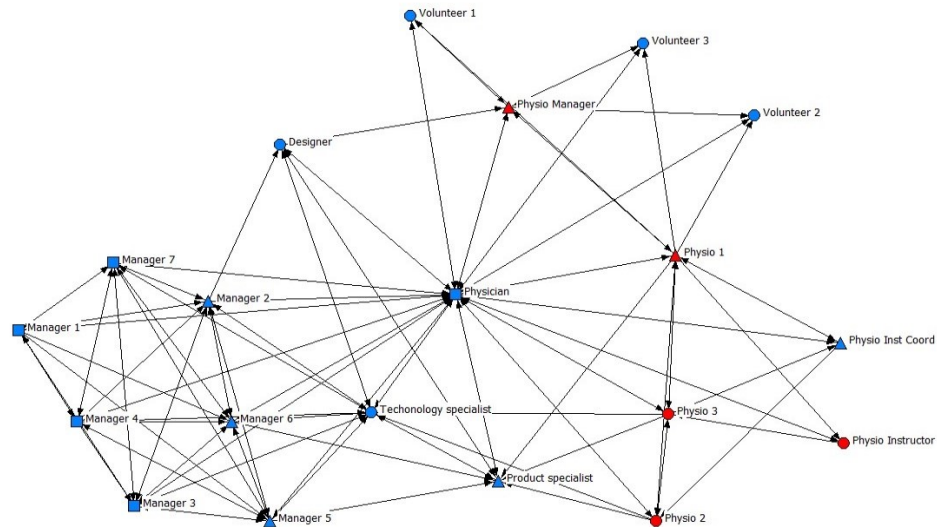 Volunteer 1
Volunteer 3
Physio Manager
Volunteer 2
Designer
Physio 1
Manager 7
Physician
Manager 2
Manager 1
Physio Inst Coord
Manager 4
Manager 6
Techonology specialist
Physio 3
Physio Instructor
Product specialist
Manager 3
Manager 5
Physio 2